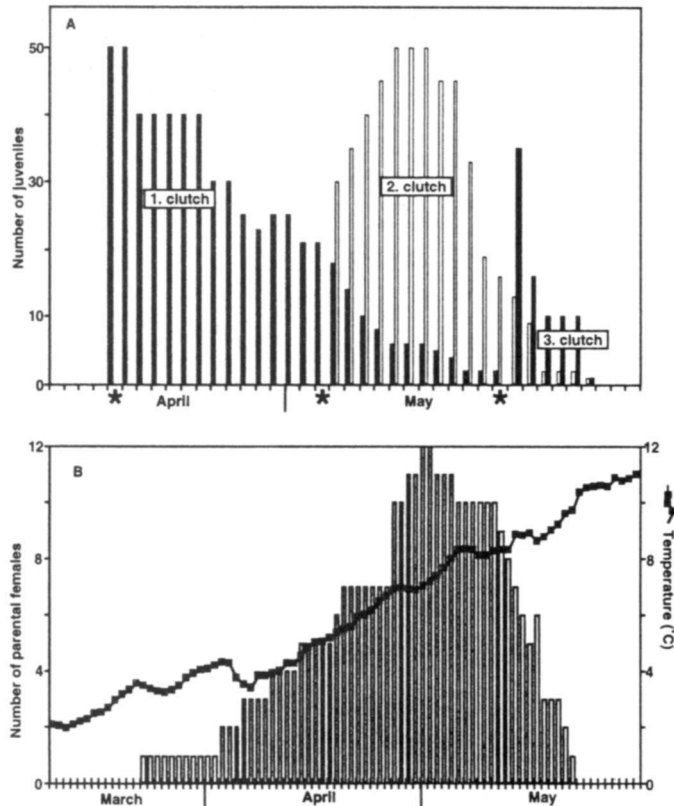 A
50
30
10
0
Number of juveniles
1. clutch
2. clutch
3. clutch
* April * May *
B
12
8
4
0
Number of parental females
12
8
4
2
0
Temperature (°C)
March April May